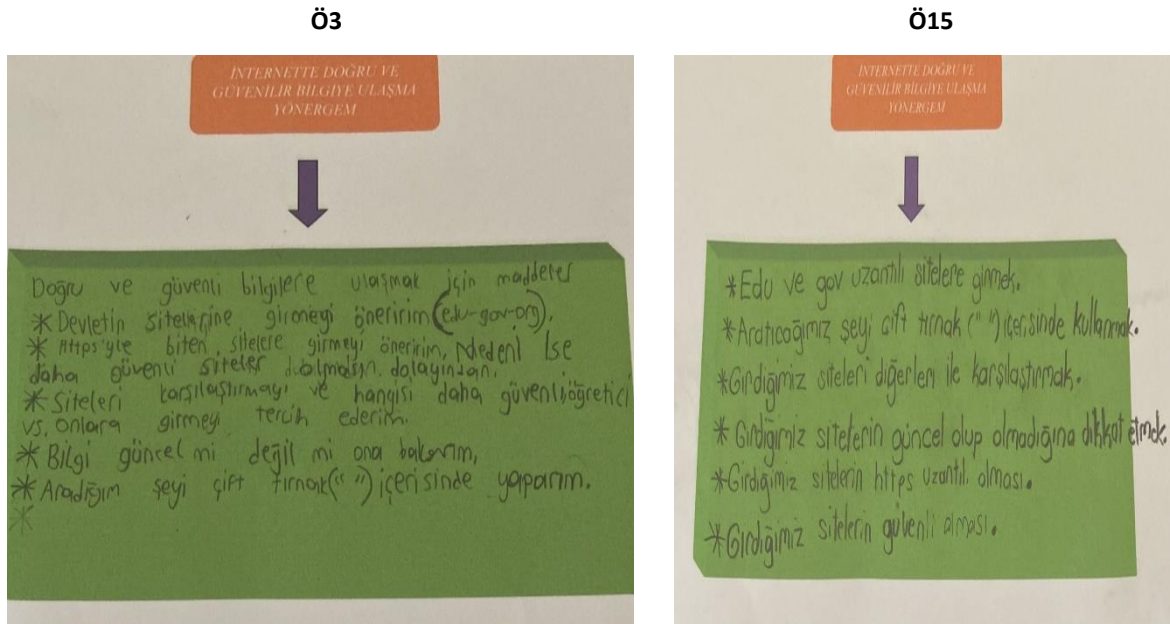 Ö3
İNTERNETTE DOĞRU VE
GÜVENİLİR BİLGİYE ULAŞMA
YÖNERGEM
Doğru ve güvenli bilgilere ulaşmak için maddeler
* Devletin sitelerine girmeyi öneririm (edu-gov-org).
* Https'yle biten sitelere girmeyi öneririm, Nedeni ise
daha güvenli siteler dolayından,
* Siteleri karşılaştırmayı ve hangisi daha güvenli, öğretici
vs. onlara girmeyi tercih ederim.
* Bilgi güncel mi değil mi ona bakarım,
* Aradığım şeyi çift tırnak(" ") içerisinde yaparım.
*
Ö15
İNTERNETTE DOĞRU VE
GÜVENİLİR BİLGİYE ULAŞMA
YÖNERGEM
* Edu ve gov uzantılı sitelere girmek.
* Aratıcağımız şeyi çift tırnak (" ") içerisinde kullanmak.
* Girdiğimiz siteleri diğerleri ile karşılaştırmak.
* Girdiğimiz sitelerin güncel olup olmadığına dikkat etmek.
* Girdiğimiz sitelerin https uzantılı olması.
* Girdiğimiz sitelerin güvenli olması.